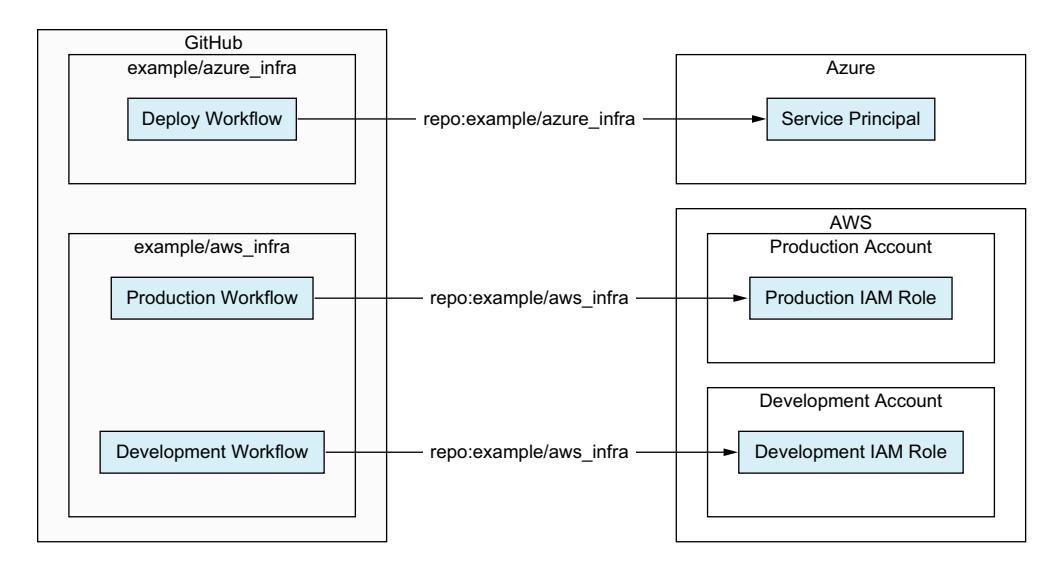 GitHub
example/azure_infra
Deploy Workflow
repo:example/azure_infra
Azure
Service Principal
example/aws_infra
Production Workflow
repo:example/aws_infra
AWS
Production Account
Production IAM Role
Development Workflow
repo:example/aws_infra
Development Account
Development IAM Role